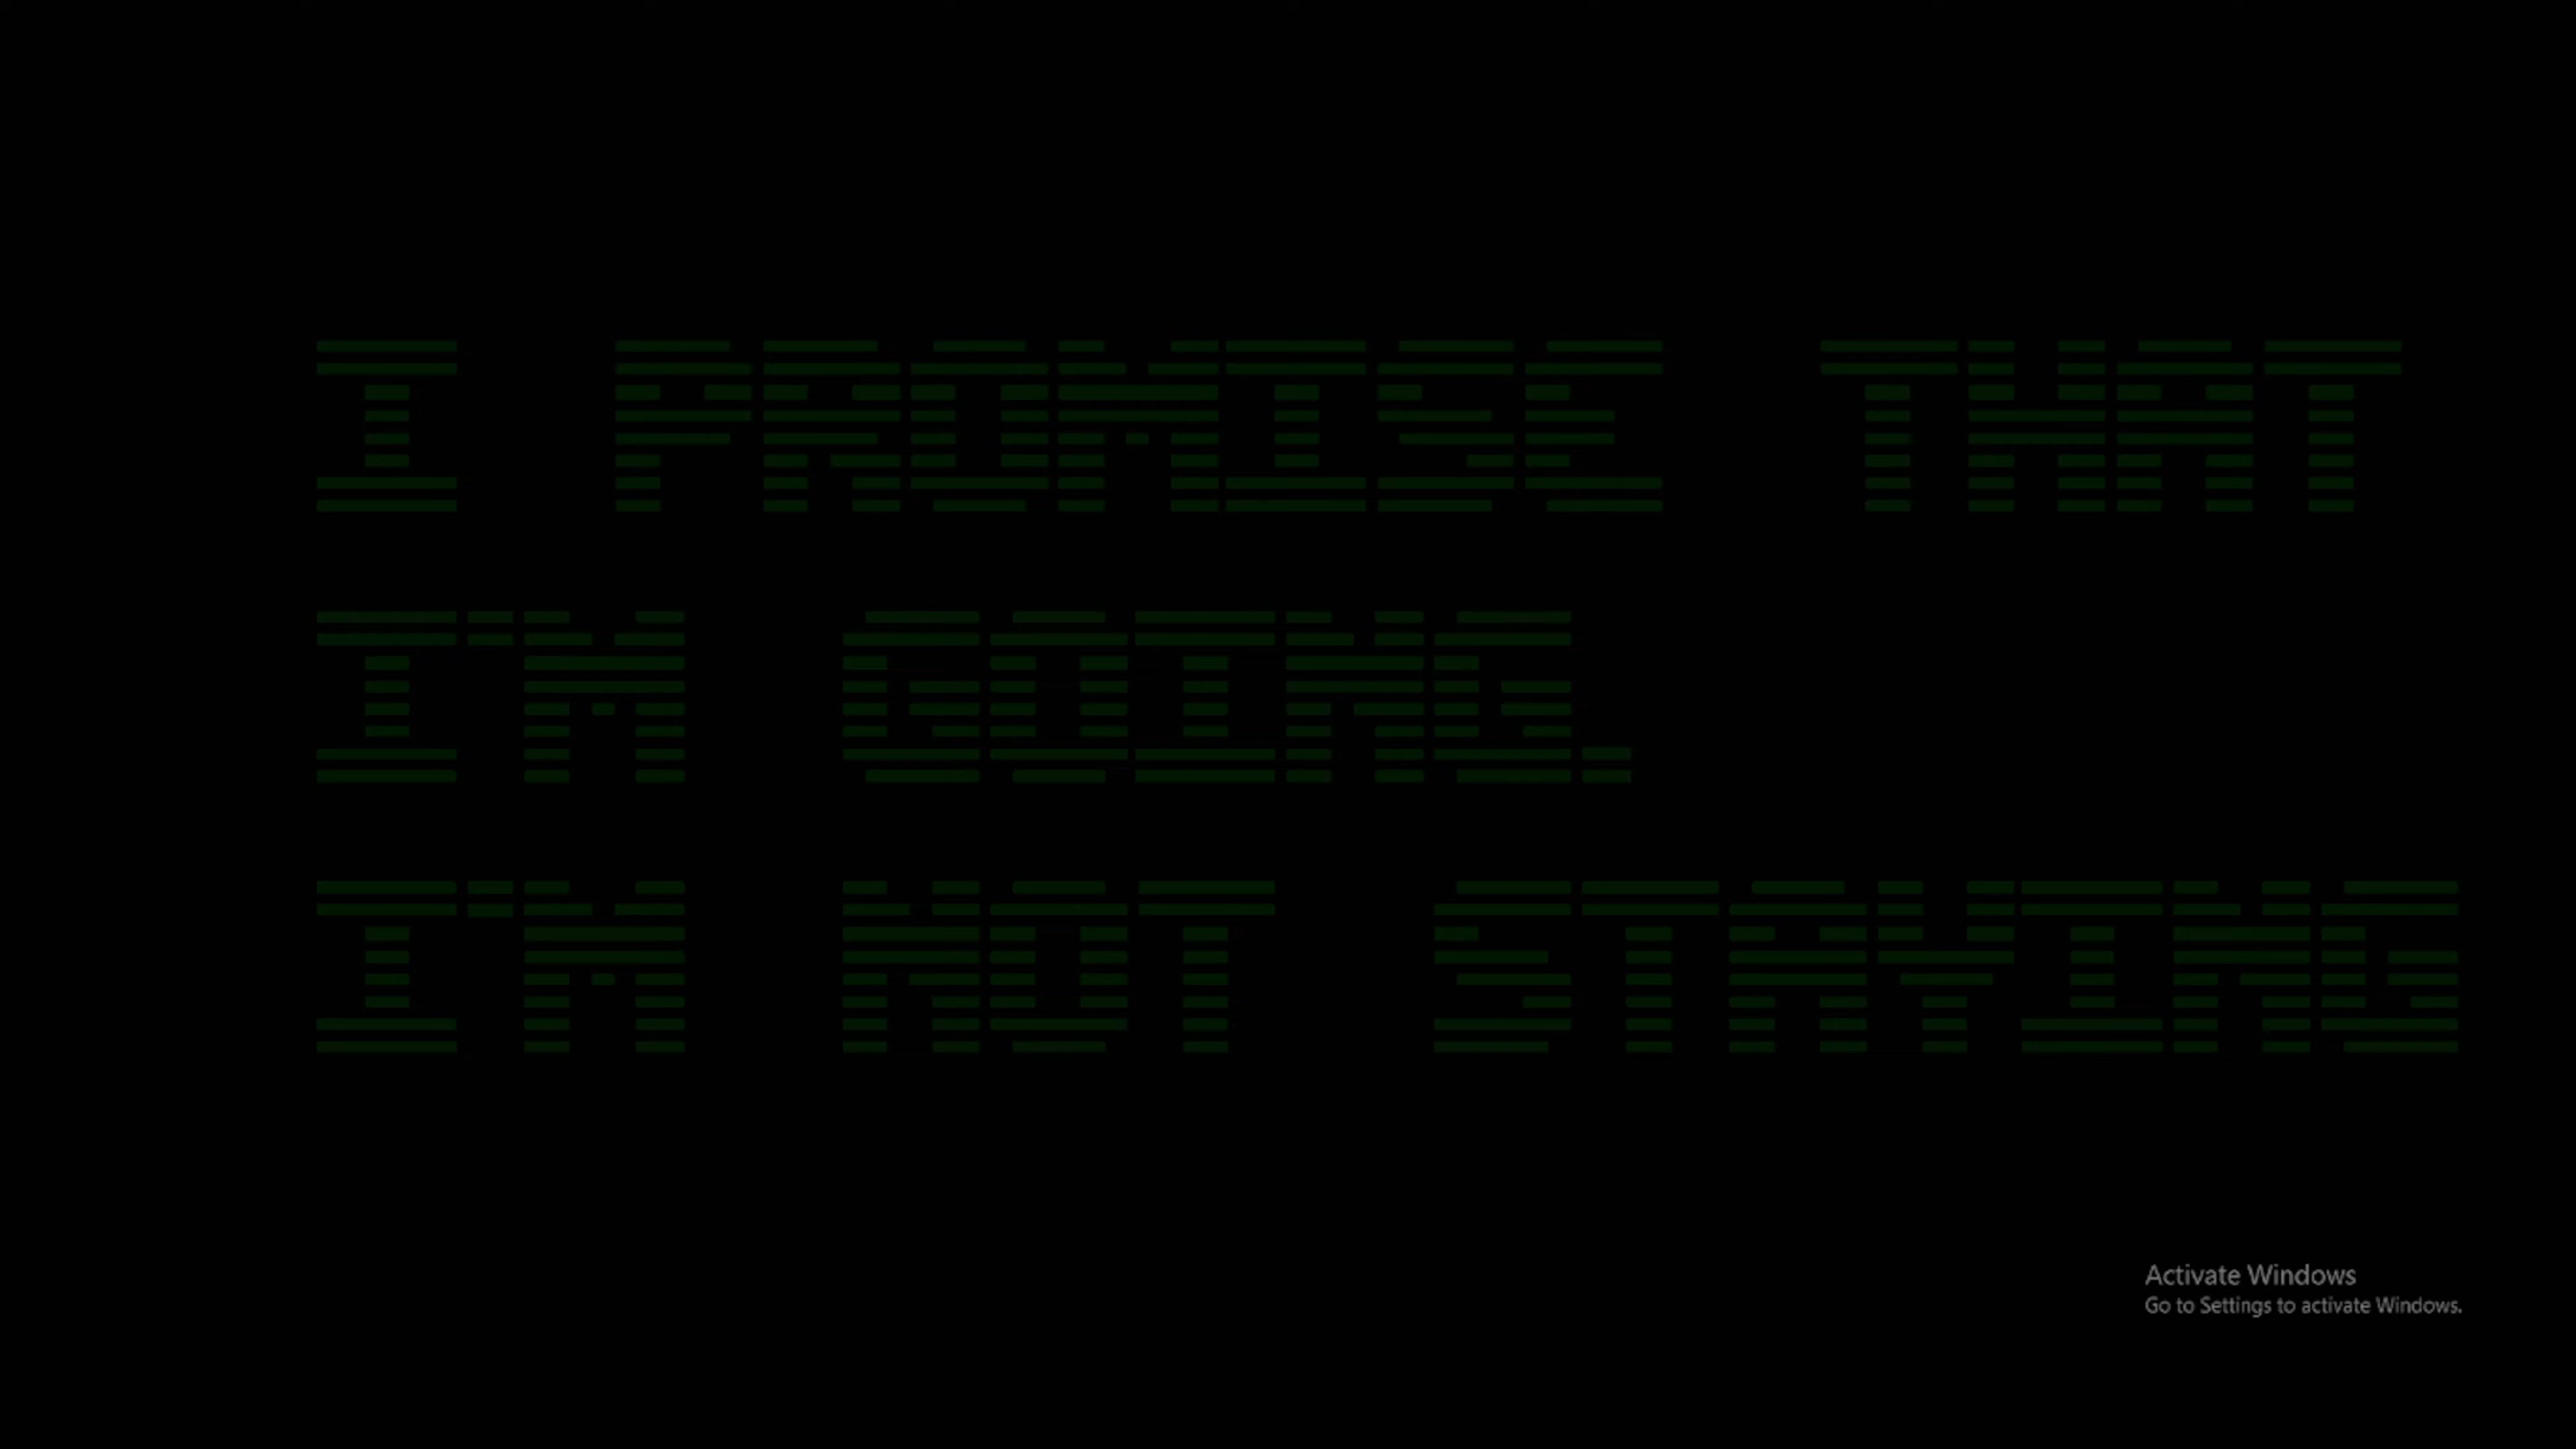 I PROMISE THAT
I'M GOING.
I'M NOT STAYING
Activate Windows
Go to Settings to activate Windows.